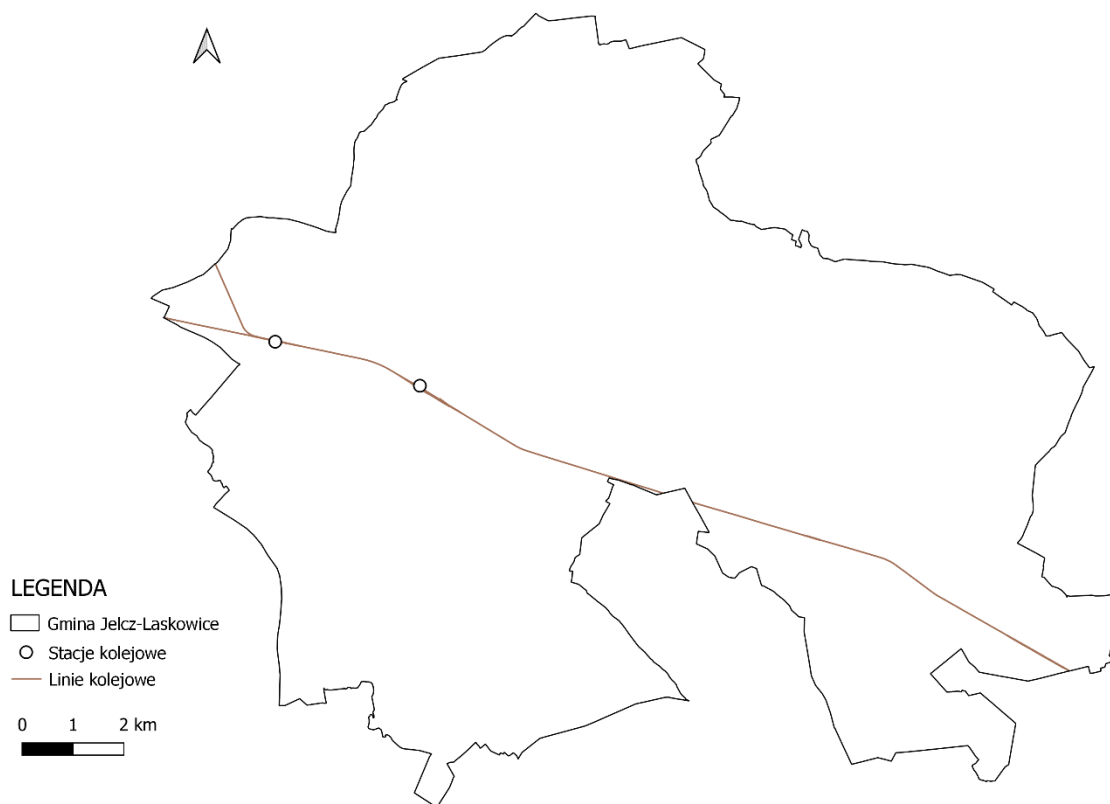 LEGENDA
Gmina Jelcz-Laskowice
Stacje kolejowe
Linie kolejowe
0 1 2 km